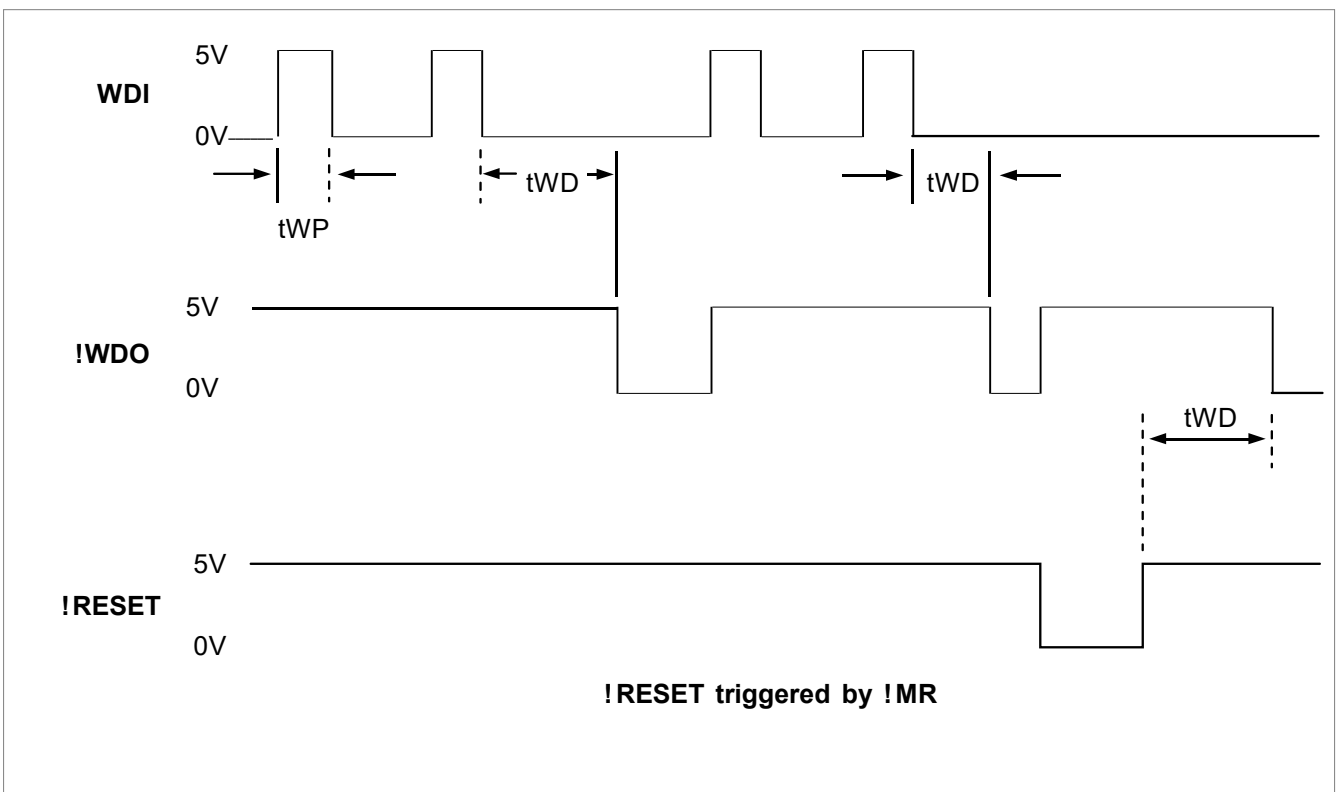 5V
WDI
0V
tWD
tWD
tWP
5V
!WDO
0V
tWD
5V
!RESET
0V
!RESET triggered by !MR